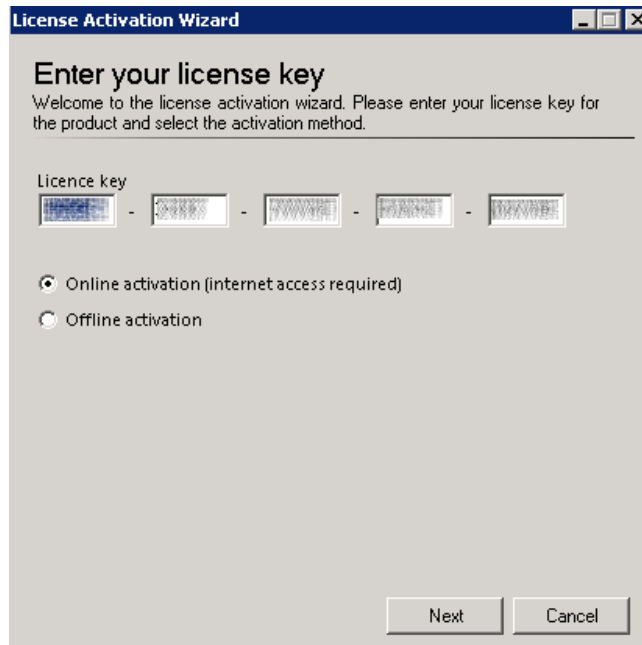 License Activation Wizard
Enter your license key
Welcome to the license activation wizard. Please enter your license key for
the product and select the activation method.
Licence key
- - - -
Online activation (internet access required)
Offline activation
Next Cancel